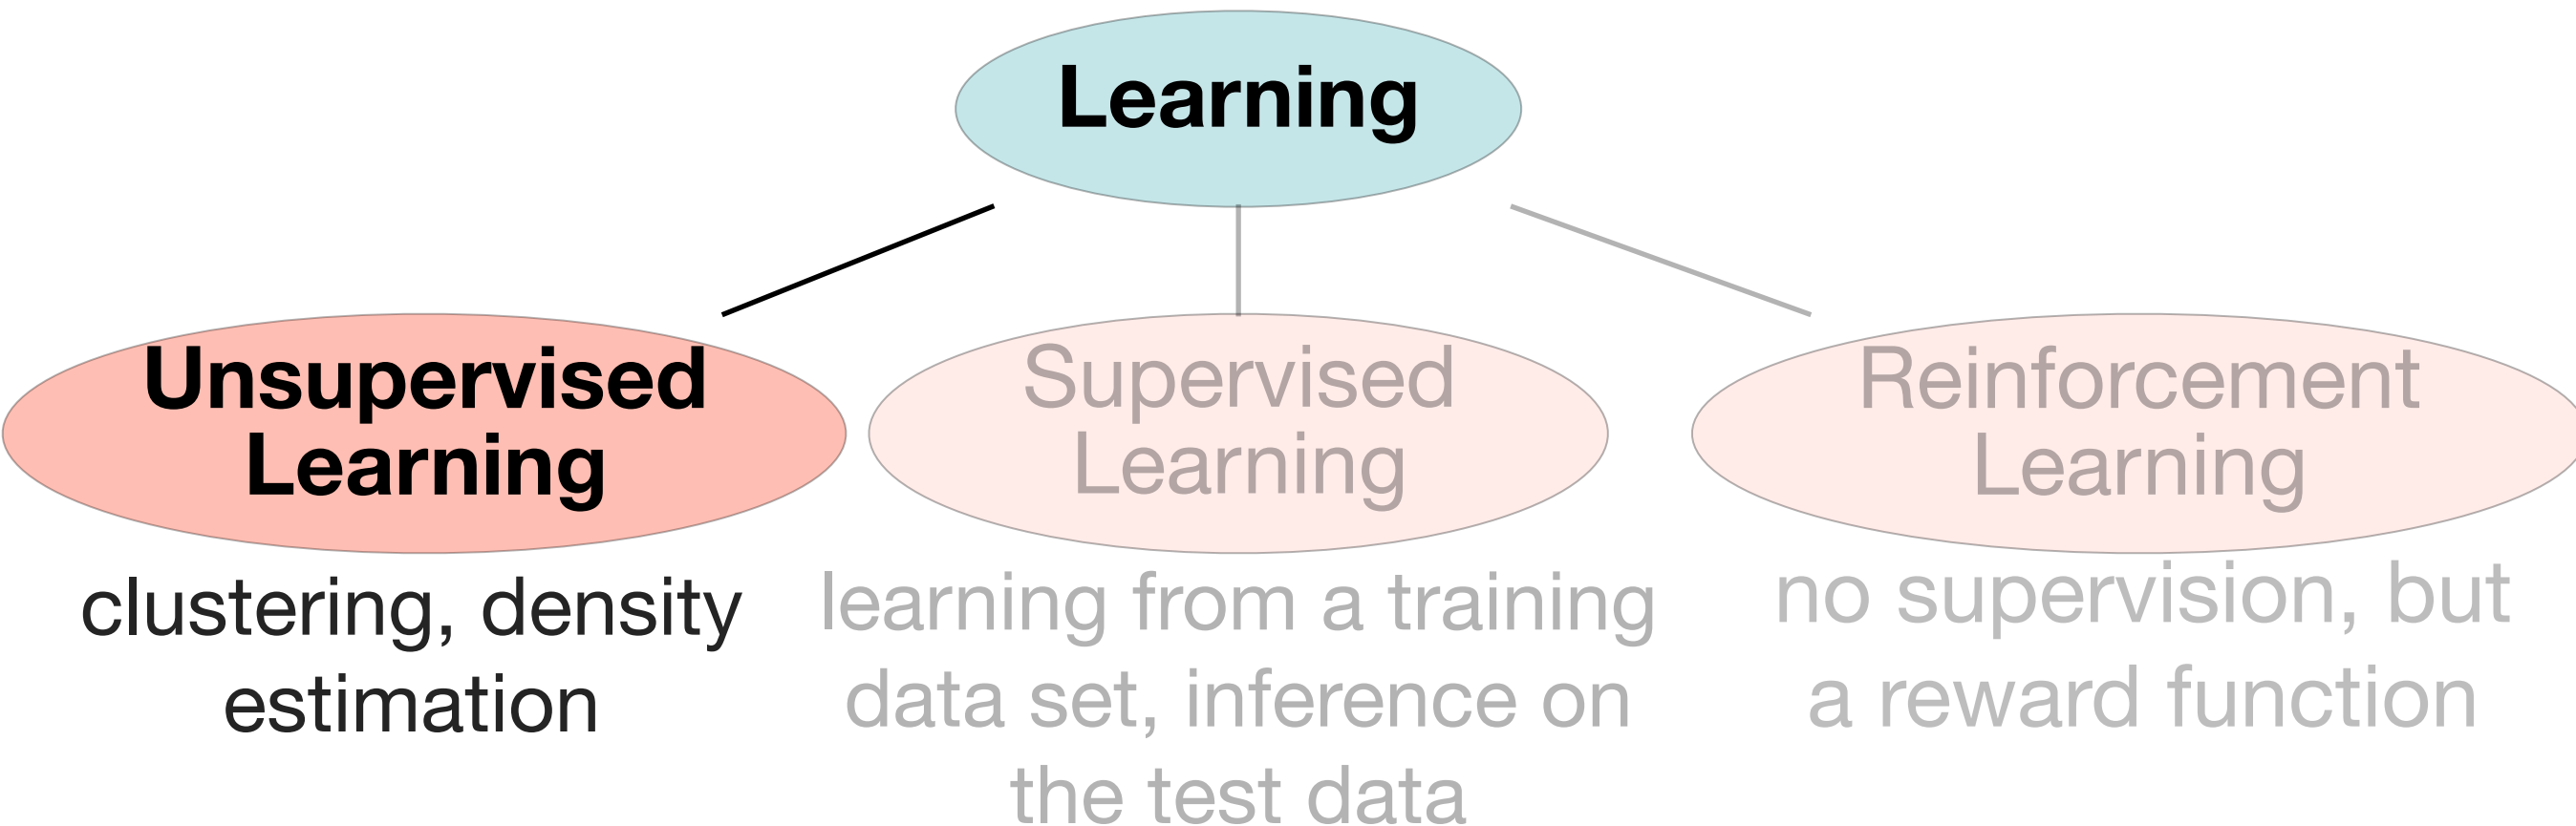 Learning
Unsupervised
Learning
clustering, density
estimation
Supervised
Learning
learning from a training
data set, inference on
the test data
Reinforcement
Learning
no supervision, but
a reward function